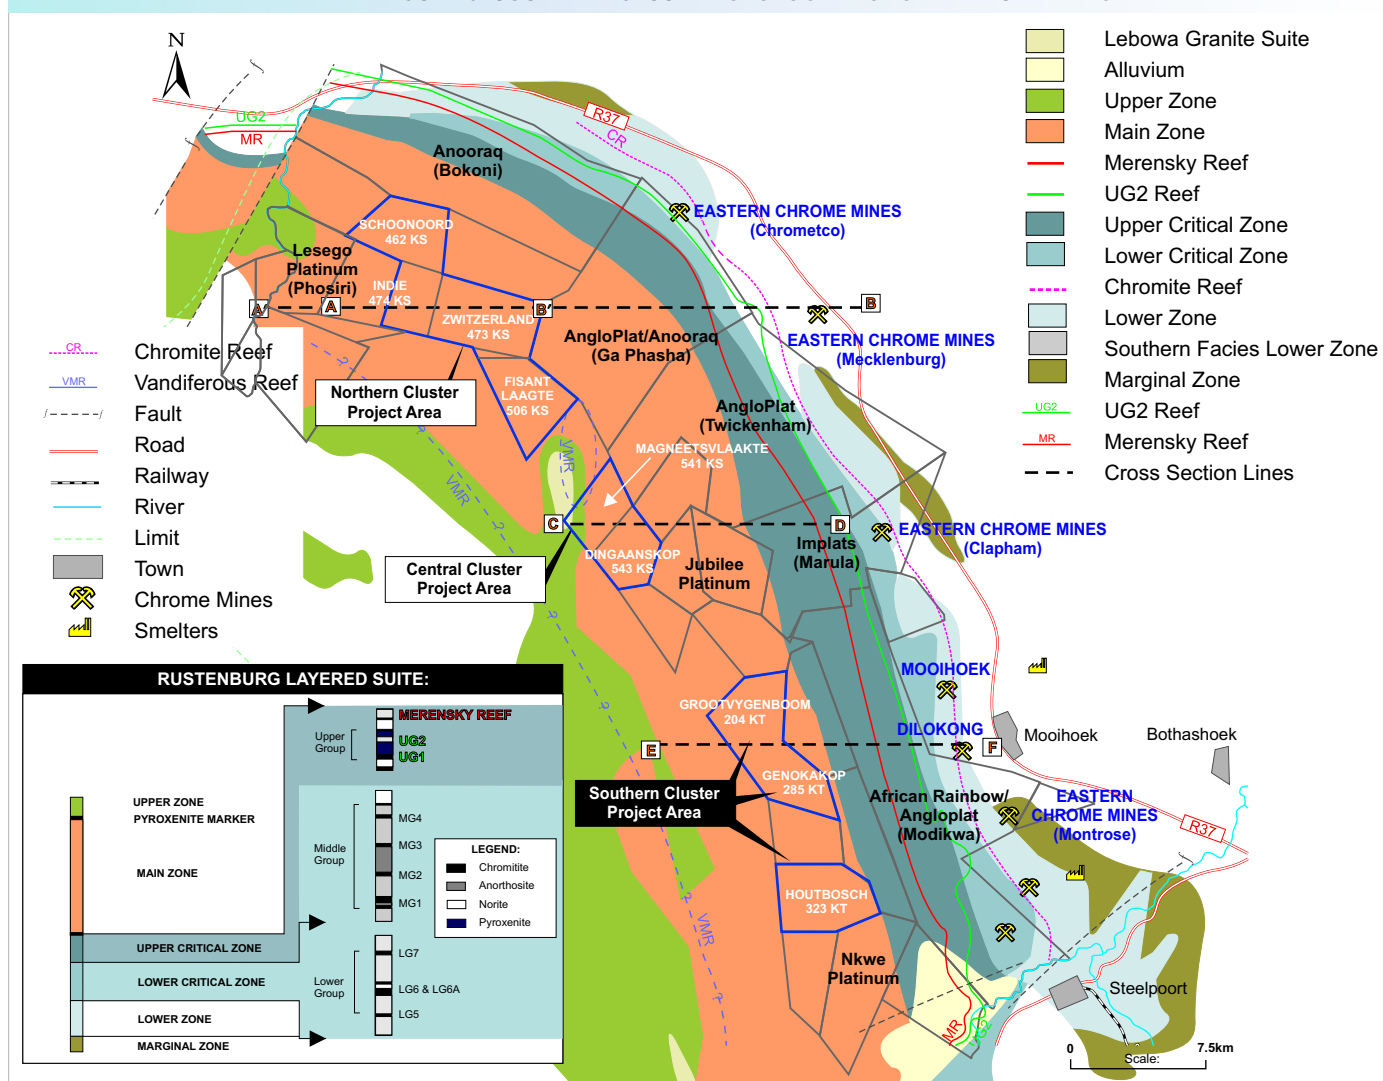 N
UG2
MR
R37
CR
Anooraq
(Bokoni)
EASTERN CHROME MINES
(Chrometco)
SCHOONOORD
462 KS
Lesego
Platinum
(Phosiri)
INDIE
474 KS
A'
A
B'
B
ZWITZERLAND
473 KS
AngloPlat/Anooraq
(Ga Phasha)
EASTERN CHROME MINES
(Mecklenburg)
Northern Cluster
Project Area
FISANT
LAAGTE
506 KS
AngloPlat
(Twickenham)
MAGNEETSVLAAKTE
541 KS
VMR
VMR
?
?
?
?
?
?
C
D
EASTERN CHROME MINES
(Clapham)
Implats
(Marula)
DINGAANSKOP
543 KS
Jubilee
Platinum
Central Cluster
Project Area
MOOIHOEK
GROOTVYGENBOOM
204 KT
DILOKONG
E
F
Mooihoek
Bothashoek
GENOKAKOP
285 KT
Southern Cluster
Project Area
African Rainbow/
Angloplat
(Modikwa)
EASTERN
CHROME MINES
(Montrose)
R37
HOUTBOSCH
323 KT
VMR
Nkwe
Platinum
MR
UG2
Steelpoort
0
7.5km
Scale:
Lebowa Granite Suite
Alluvium
Upper Zone
Main Zone
Merensky Reef
UG2 Reef
Upper Critical Zone
Lower Critical Zone
Chromite Reef
Lower Zone
Southern Facies Lower Zone
Marginal Zone
UG2 UG2 Reef
MR Merensky Reef
Cross Section Lines
CR Chromite Reef
VMR Vandiferous Reef
Fault
Road
Railway
River
Limit
Town
Chrome Mines
Smelters
RUSTENBURG LAYERED SUITE:
MERENSKY REEF
Upper
Group
UG2
UG1
UPPER ZONE
PYROXENITE MARKER
MAIN ZONE
UPPER CRITICAL ZONE
LOWER CRITICAL ZONE
LOWER ZONE
MARGINAL ZONE
Middle
Group
MG4
MG3
MG2
MG1
Lower
Group
LG7
LG6 & LG6A
LG5
LEGEND:
Chromitite
Anorthosite
Norite
Pyroxenite